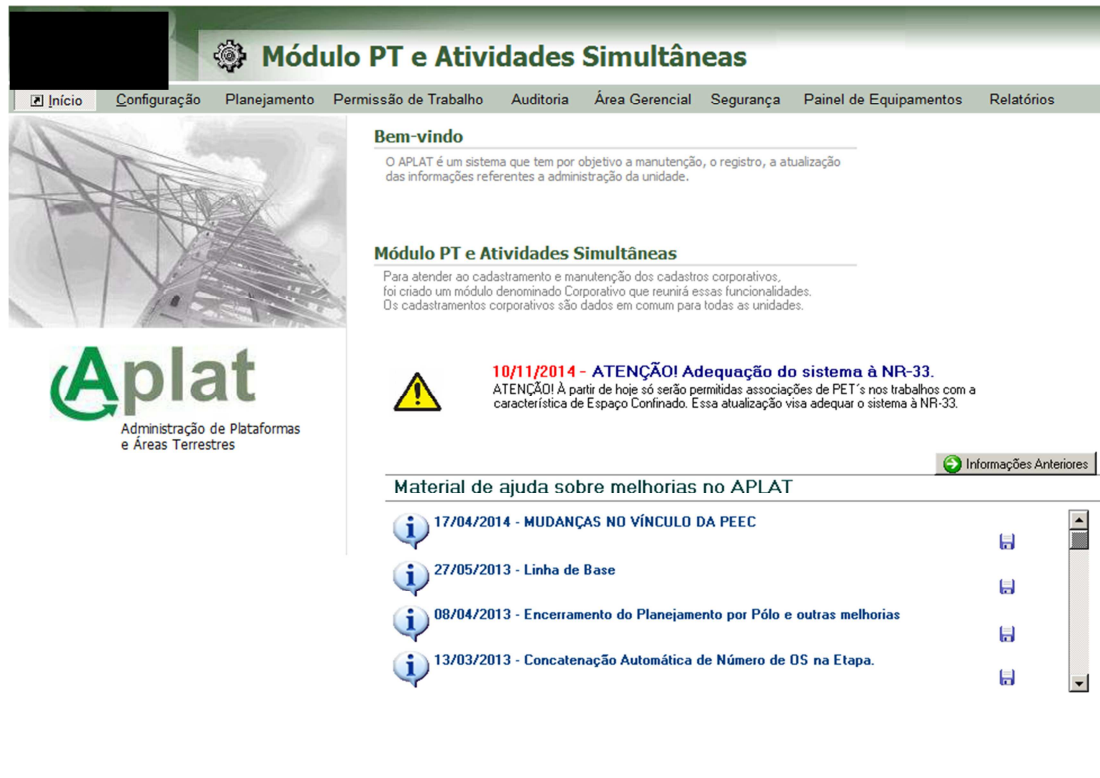 Módulo PT e Atividades Simultâneas
Início Configuração Planejamento Permissão de Trabalho Auditoria Área Gerencial Segurança Painel de Equipamentos Relatórios
Bem-vindo
O APLAT é um sistema que tem por objetivo a manutenção, o registro, a atualização
das informações referentes a administração da unidade.
Módulo PT e Atividades Simultâneas
Para atender ao cadastramento e manutenção dos cadastros corporativos,
foi criado um módulo denominado Corporativo que reunirá essas funcionalidades.
Os cadastramentos corporativos são dados em comum para todas as unidades.
Aplat
Administração de Plataformas
e Áreas Terrestres
10/11/2014 - ATENÇÃO! Adequação do sistema à NR-33.
ATENÇÃO! À partir de hoje só serão permitidas associações de PET´s nos trabalhos com a
característica de Espaço Confinado. Essa atualização visa adequar o sistema à NR-33.
Informações Anteriores
Material de ajuda sobre melhorias no APLAT
17/04/2014 - MUDANÇAS NO VÍNCULO DA PEEC
27/05/2013 - Linha de Base
08/04/2013 - Encerramento do Planejamento por Pólo e outras melhorias
13/03/2013 - Concatenação Automática de Número de OS na Etapa.